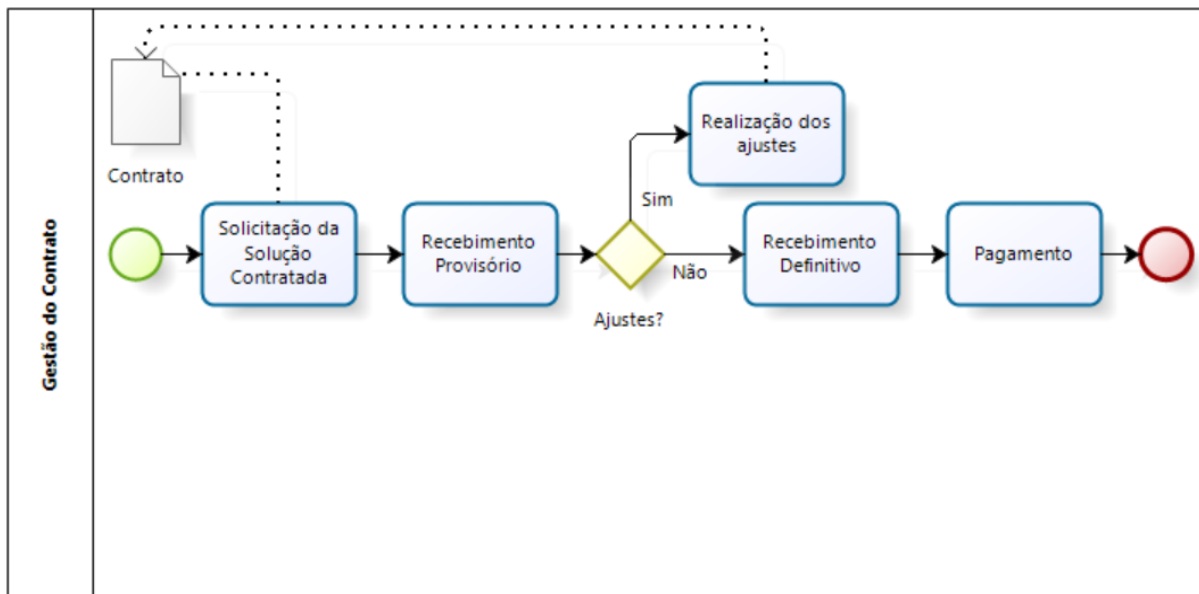 Gestão do Contrato
Contrato
Realização dos
ajustes
Sim
Solicitação da
Solução
Contratada
Recebimento
Provisório
Ajustes?
Não
Recebimento
Definitivo
Pagamento